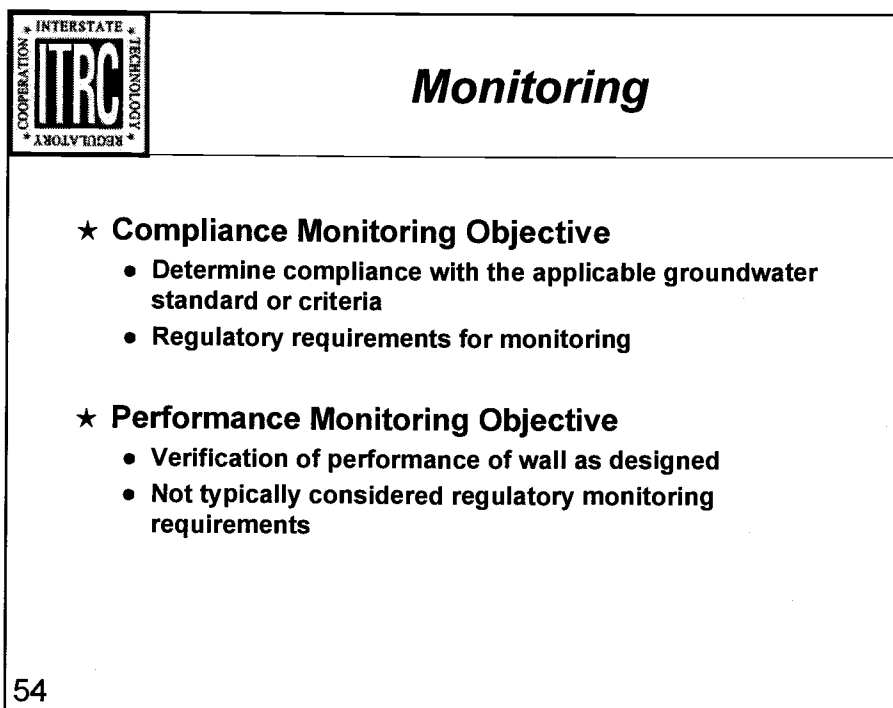 INTERSTATE
TECHNOLOGY
REGULATORY
COOPERATION
ITRC
Monitoring
★ Compliance Monitoring Objective
● Determine compliance with the applicable groundwater
standard or criteria
● Regulatory requirements for monitoring
★ Performance Monitoring Objective
● Verification of performance of wall as designed
● Not typically considered regulatory monitoring
requirements
54